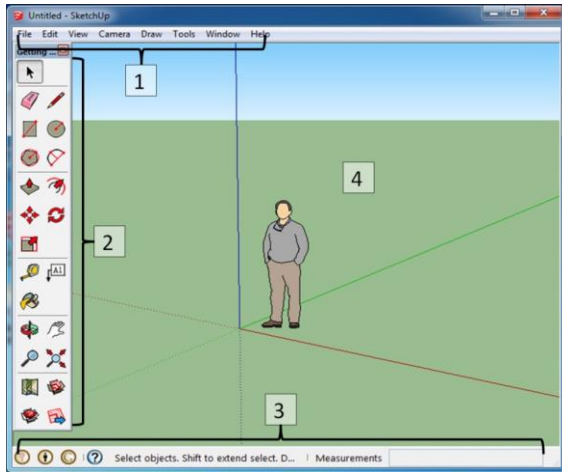 Untitled - SketchUp
File Edit View Camera Draw Tools Window Help
Getting ...
1
A1
2
4
3
Select objects. Shift to extend select. D... Measurements